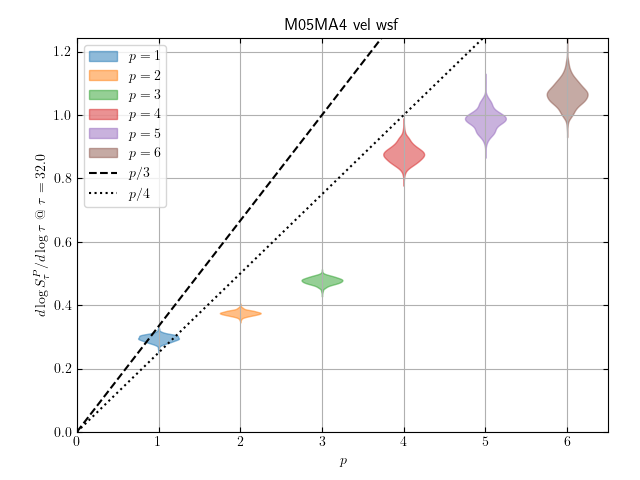 M05MA4 vel wsf
d log S_τ^P / d log τ @ τ = 32.0
1.2
1.0
0.8
0.6
0.4
0.2
0.0
p = 1
p = 2
p = 3
p = 4
p = 5
p = 6
p/3
p/4
0 1 2 3 4 5 6
p